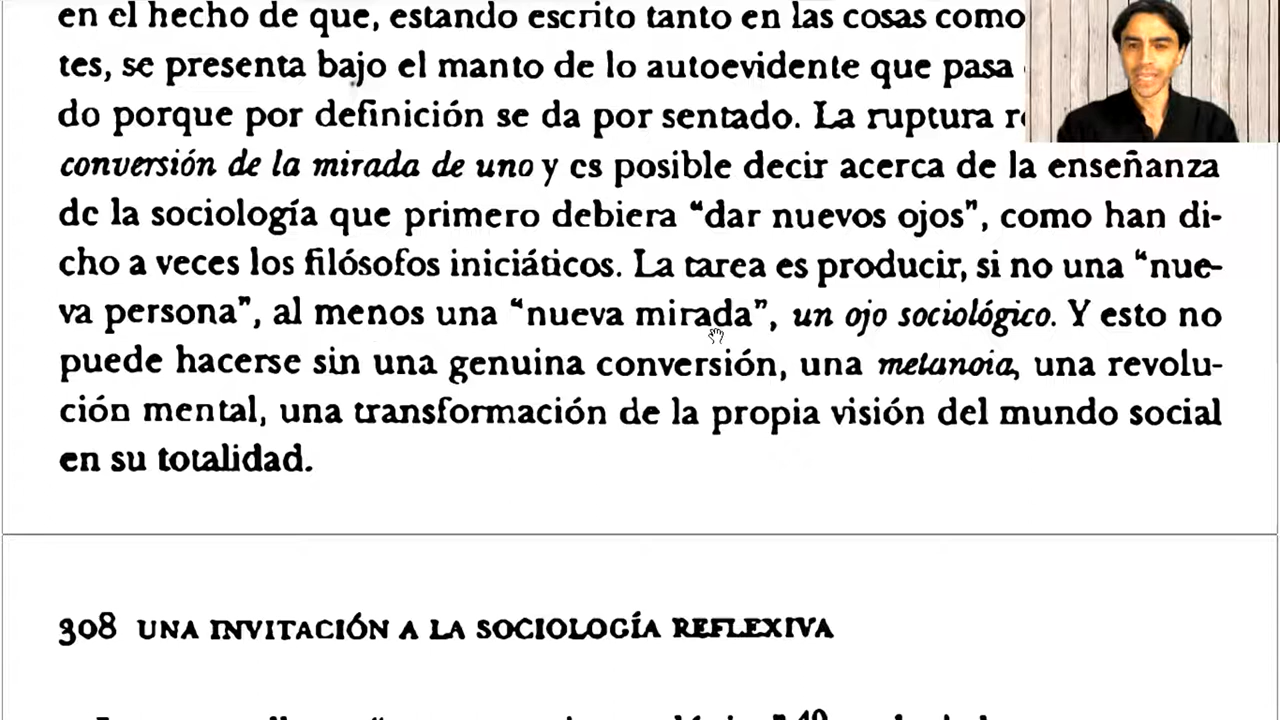 en el hecho de que, estando escrito tanto en las cosas como
tes, se presenta bajo el manto de lo autoevidente que pasa
do porque por definición se da por sentado. La ruptura
conversión de la mirada de uno y es posible decir acerca de la enseñanza
de la sociología que primero debiera “dar nuevos ojos”, como han di-
cho a veces los filósofos iniciáticos. La tarea es producir, si no una “nue-
va persona”, al menos una “nueva mirada”, un ojo sociológico. Y esto no
puede hacerse sin una genuina conversión, una metanoia, una revolu-
ción mental, una transformación de la propia visión del mundo social
en su totalidad.
308 UNA INVITACIÓN A LA SOCIOLOGÍA REFLEXIVA